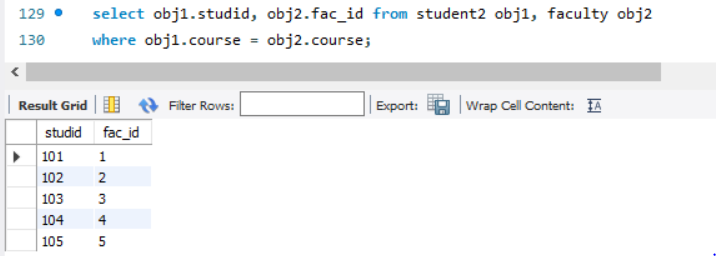 129 select obj1.studid, obj2.fac_id from student2 obj1, faculty obj2
130 where obj1.course = obj2.course;
Result Grid Filter Rows: Export: Wrap Cell Content: IA
studid fac_id
101 1
102 2
103 3
104 4
105 5